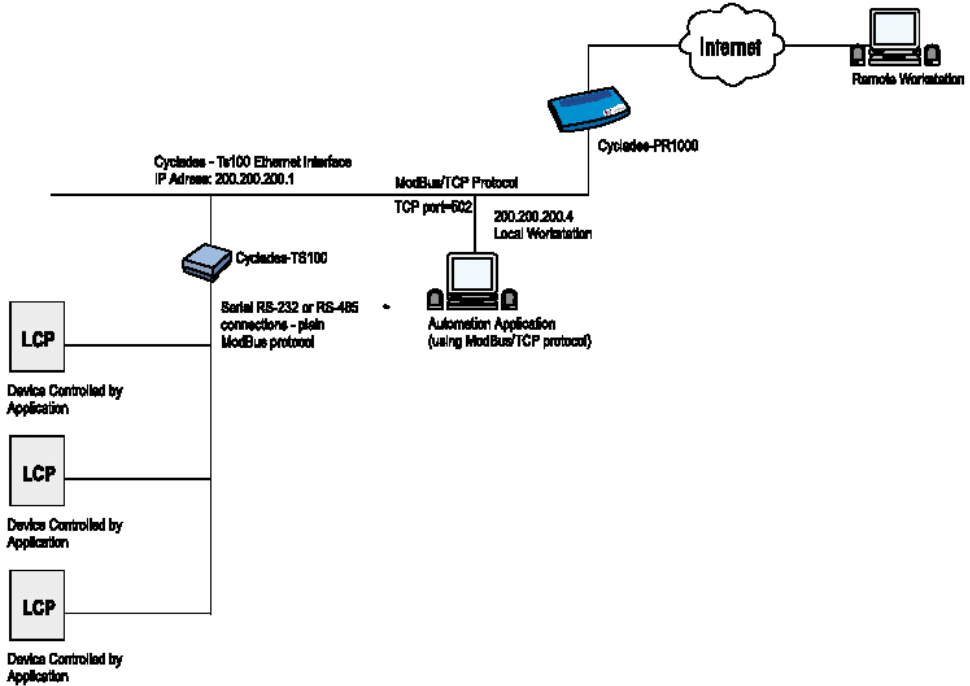 Internet
Remote Workstation
Cyclades-PR1000
Cyclades - Ts100 Ethernet Interface
IP Adress: 200.200.200.1
ModBus/TCP Protocol
TCP port=502
200.200.200.4
Local Workstation
Cyclades-TS100
Serial RS-232 or RS-485
connections - plain
ModBus protocol
Automation Application
(using ModBus/TCP protocol)
LCP
Device Controlled by
Application
LCP
Device Controlled by
Application
LCP
Device Controlled by
Application